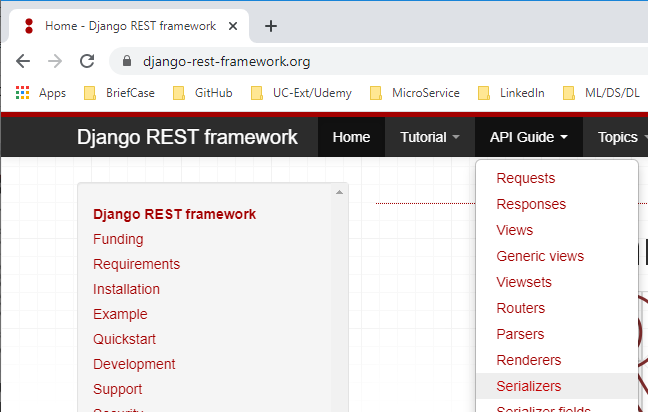 Home - Django REST framework
django-rest-framework.org
Apps BriefCase GitHub UC-Ext/Udemy MicroService LinkedIn ML/DS/DL
Django REST framework Home Tutorial API Guide Topics
Django REST framework
Funding
Requirements
Installation
Example
Quickstart
Development
Support
Security
Requests
Responses
Views
Generic views
Viewsets
Routers
Parsers
Renderers
Serializers
Serializer fields